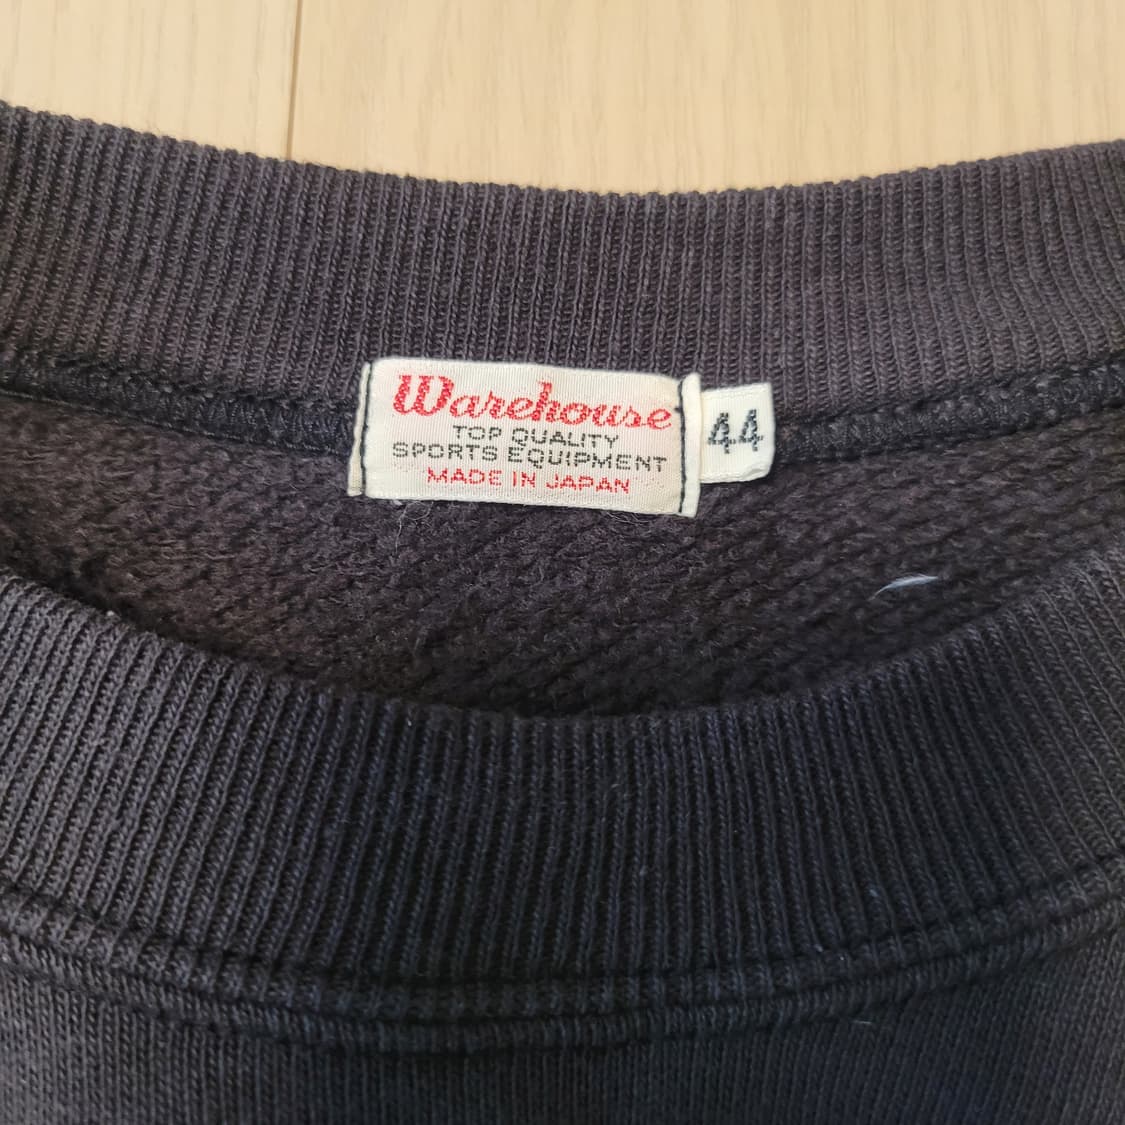 Warehouse
TOP QUALITY
SPORTS EQUIPMENT
MADE IN JAPAN
44